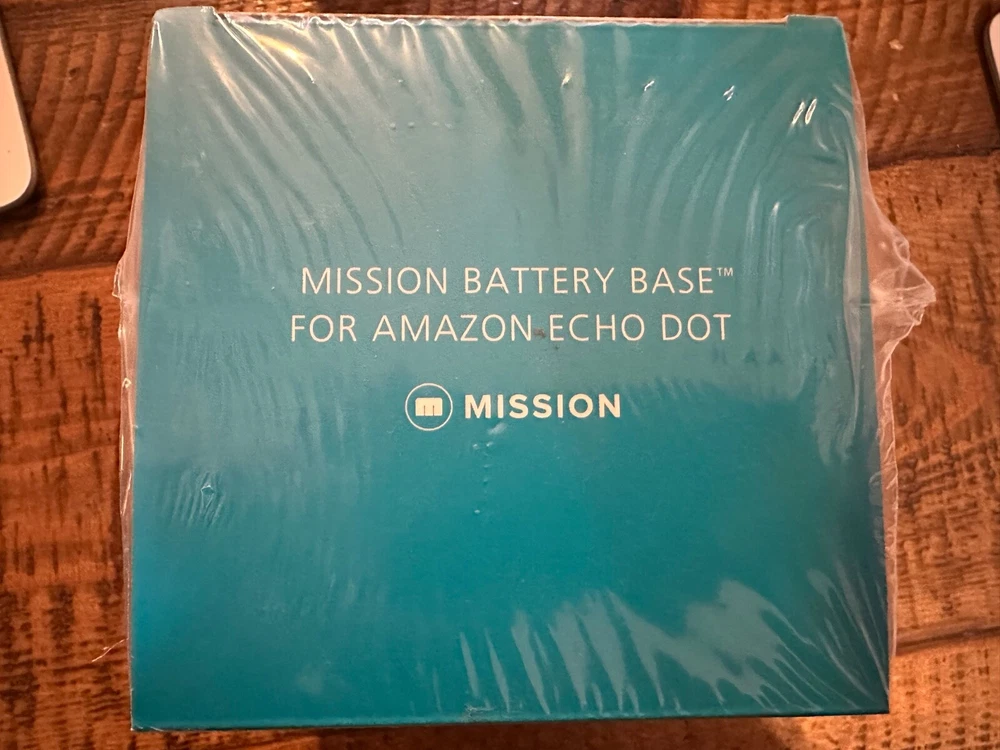 MISSION BATTERY BASE™
FOR AMAZON ECHO DOT
m MISSION